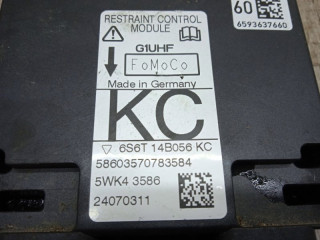 RESTRAINT CONTROL
MODULE
60
6593637660
G1UHF
FoMoCo
Made in Germany
KC
6S6T 14B056 KC
58603570783584
5WK4 3586
24070311